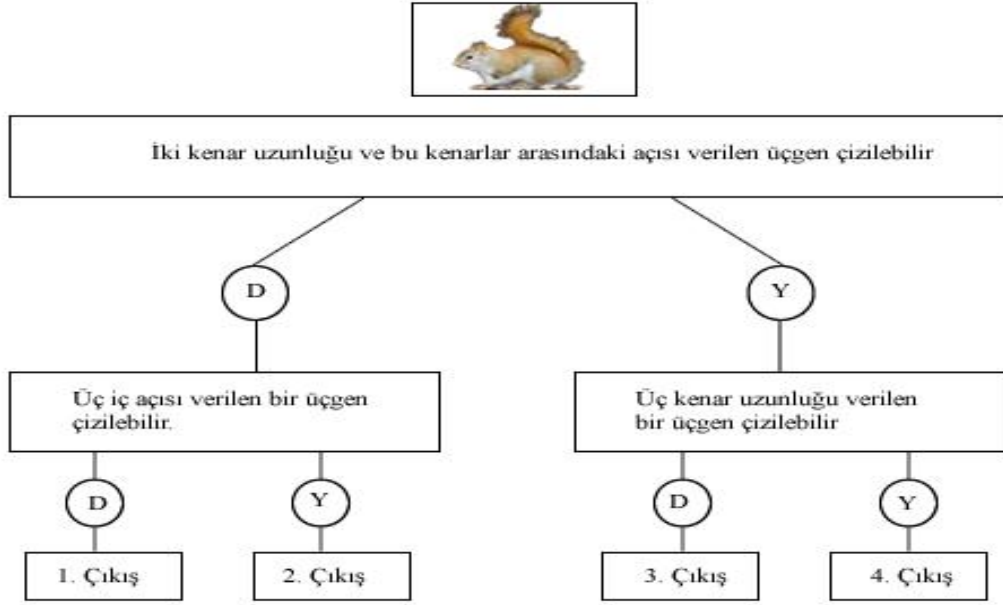 İki kenar uzunluğu ve bu kenarlar arasındaki açısı verilen üçgen çizilebilir
D
Y
Üç iç açısı verilen bir üçgen
çizilebilir.
Üç kenar uzunluğu verilen
bir üçgen çizilebilir
D
Y
D
Y
1. Çıkış
2. Çıkış
3. Çıkış
4. Çıkış